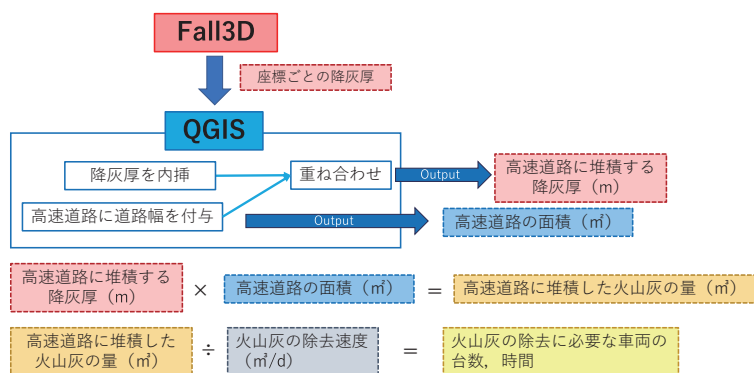 Fall3D
座標ごとの降灰厚
QGIS
降灰厚を内挿
重ね合わせ
Output
高速道路に堆積する
降灰厚（m）
高速道路に道路幅を付与
Output
高速道路の面積（㎡）
高速道路に堆積する
降灰厚（m）
×
高速道路の面積（㎡）
=
高速道路に堆積した火山灰の量（㎥）
高速道路に堆積した
火山灰の量（㎥）
÷
火山灰の除去速度
（㎥/d）
=
火山灰の除去に必要な車両の
台数，時間